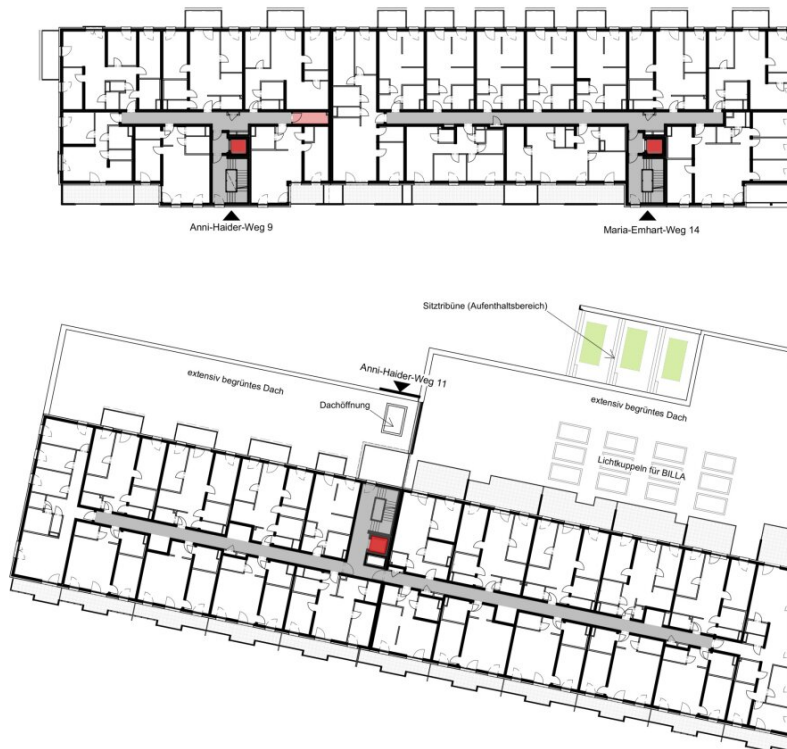 Anni-Haider-Weg 9
Maria-Emhart-Weg 14
Sitztribüne (Aufenthaltsbereich)
extensiv begrüntes Dach
Anni-Haider-Weg 11
Dachöffnung
extensiv begrüntes Dach
Lichtkuppeln für BILLA